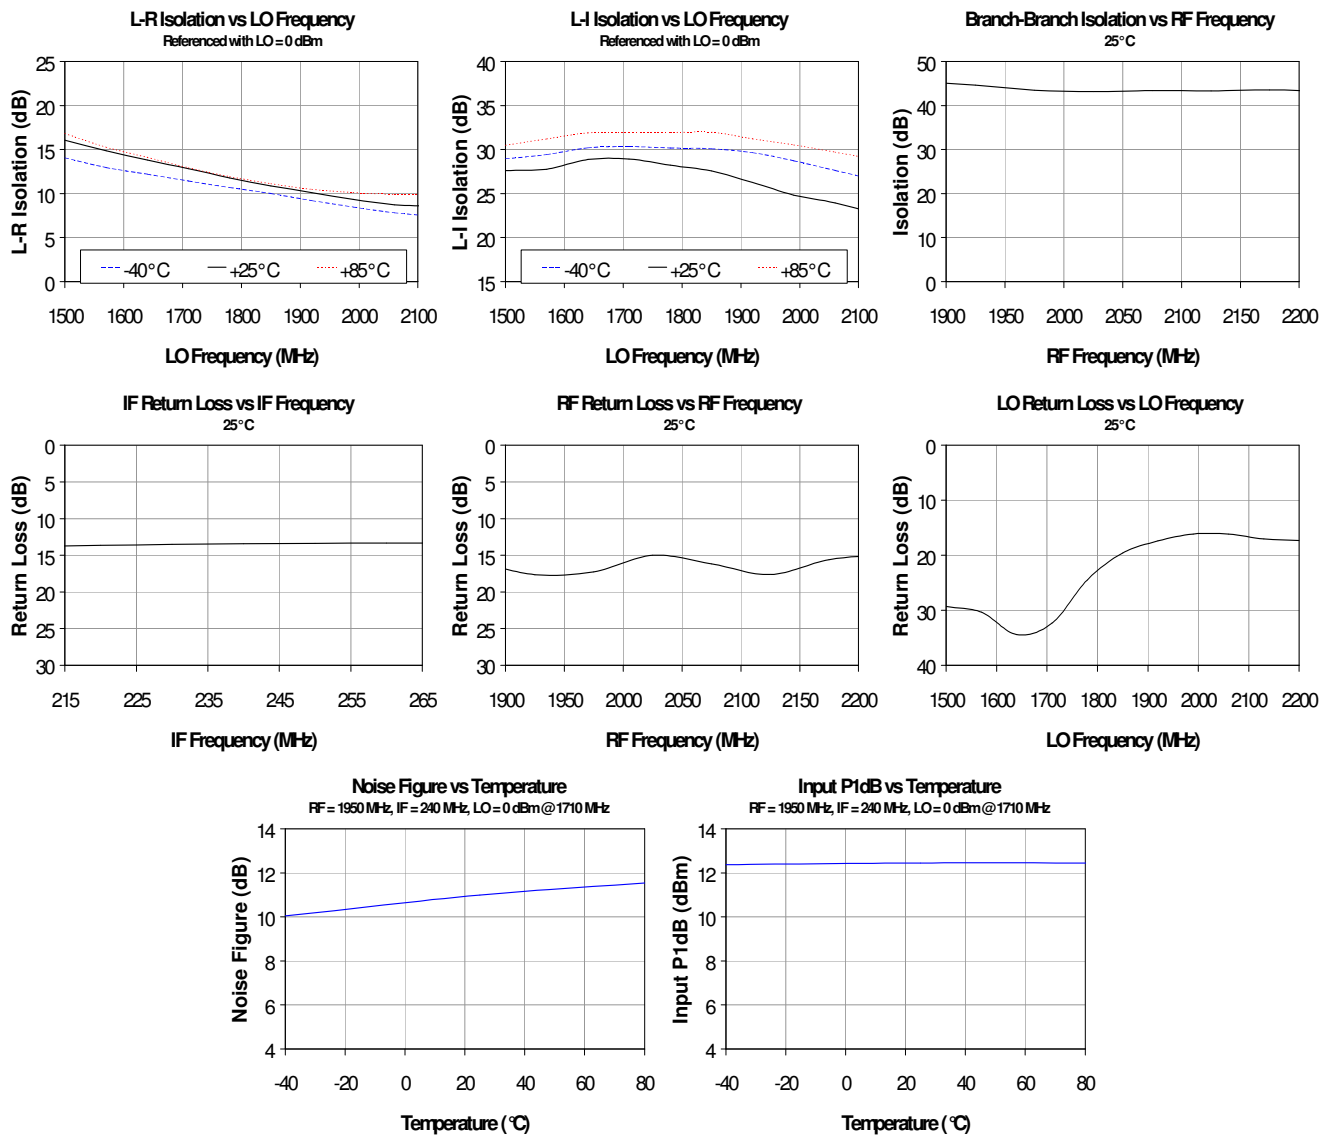 L-R Isolation vs LO Frequency
Referenced with LO = 0 dBm
L-R Isolation (dB)
25
20
15
10
5
0
-40°C +25°C +85°C
1500 1600 1700 1800 1900 2000 2100
LO Frequency (MHz)
L-I Isolation vs LO Frequency
Referenced with LO = 0 dBm
L-I Isolation (dB)
40
35
30
25
20
15
-40°C +25°C +85°C
1500 1600 1700 1800 1900 2000 2100
LO Frequency (MHz)
Branch-Branch Isolation vs RF Frequency
25°C
Isolation (dB)
50
40
30
20
10
0
1900 1950 2000 2050 2100 2150 2200
RF Frequency (MHz)
IF Return Loss vs IF Frequency
25°C
Return Loss (dB)
0
5
10
15
20
25
30
215 225 235 245 255 265
IF Frequency (MHz)
RF Return Loss vs RF Frequency
25°C
Return Loss (dB)
0
5
10
15
20
25
30
1900 1950 2000 2050 2100 2150 2200
RF Frequency (MHz)
LO Return Loss vs LO Frequency
25°C
Return Loss (dB)
0
10
20
30
40
1500 1600 1700 1800 1900 2000 2100 2200
LO Frequency (MHz)
Noise Figure vs Temperature
RF = 1950 MHz, IF = 240 MHz, LO = 0 dBm @ 1710 MHz
Noise Figure (dB)
14
12
10
8
6
4
-40 -20 0 20 40 60 80
Temperature (°C)
Input P1dB vs Temperature
RF = 1950 MHz, IF = 240 MHz, LO = 0 dBm @ 1710 MHz
Input P1dB (dBm)
14
12
10
8
6
4
-40 -20 0 20 40 60 80
Temperature (°C)